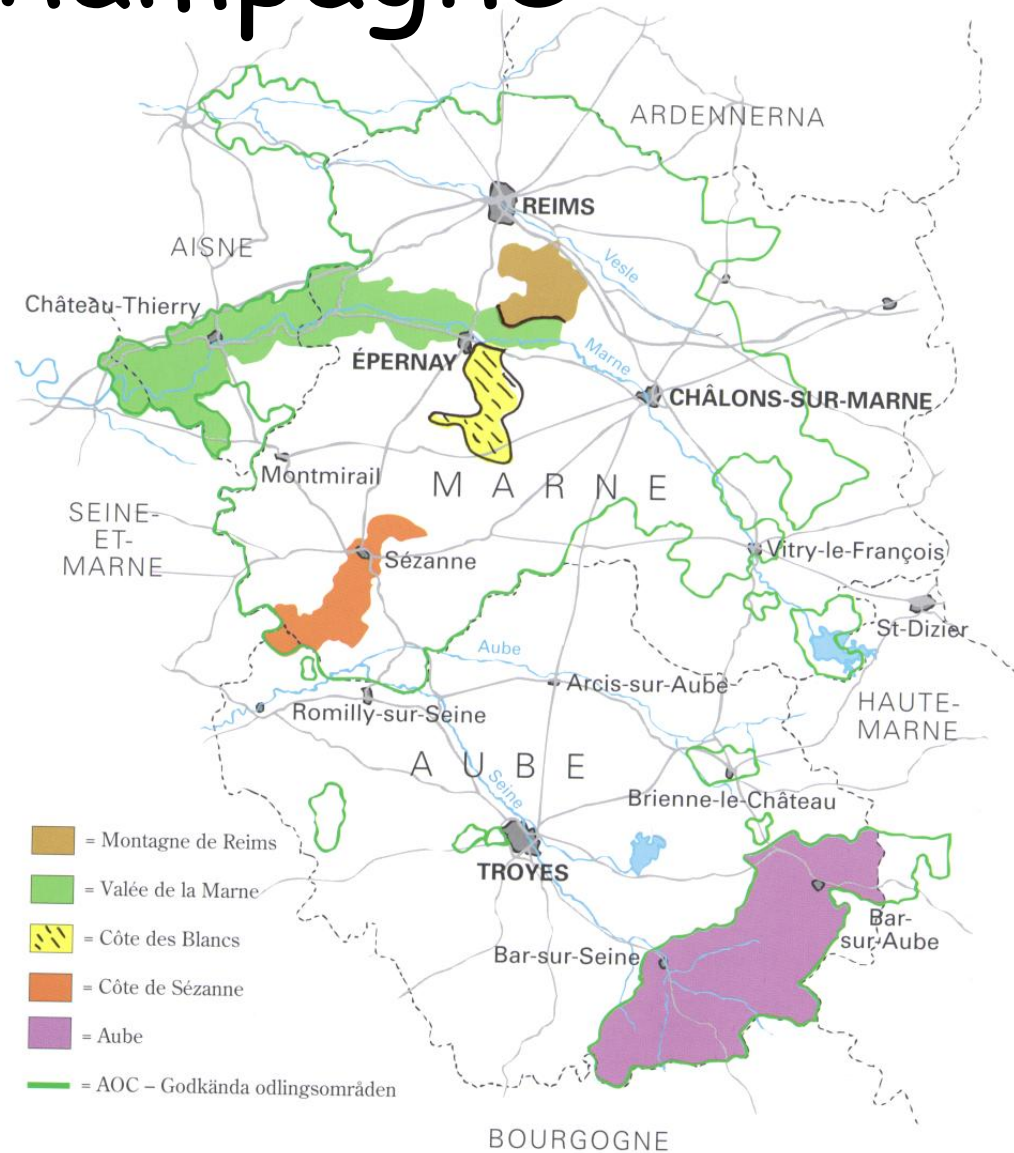 hampagne
ARDENNERNA
REIMS
AISNE
Vesle
Château-Thierry
ÉPERNAY
Marne
CHÂLONS-SUR-MARNE
Montmirail
MARNE
SEINE-
ET-
MARNE
Sézanne
Vitry-le-François
St-Dizier
Aube
Arcis-sur-Aube
Romilly-sur-Seine
HAUTE-
MARNE
AUBE
Seine
Brienne-le-Château
TROYES
Bar-
sur-Aube
Bar-sur-Seine
= Montagne de Reims
= Valée de la Marne
= Côte des Blancs
= Côte de Sézanne
= Aube
= AOC – Godkända odlingsområden
BOURGOGNE